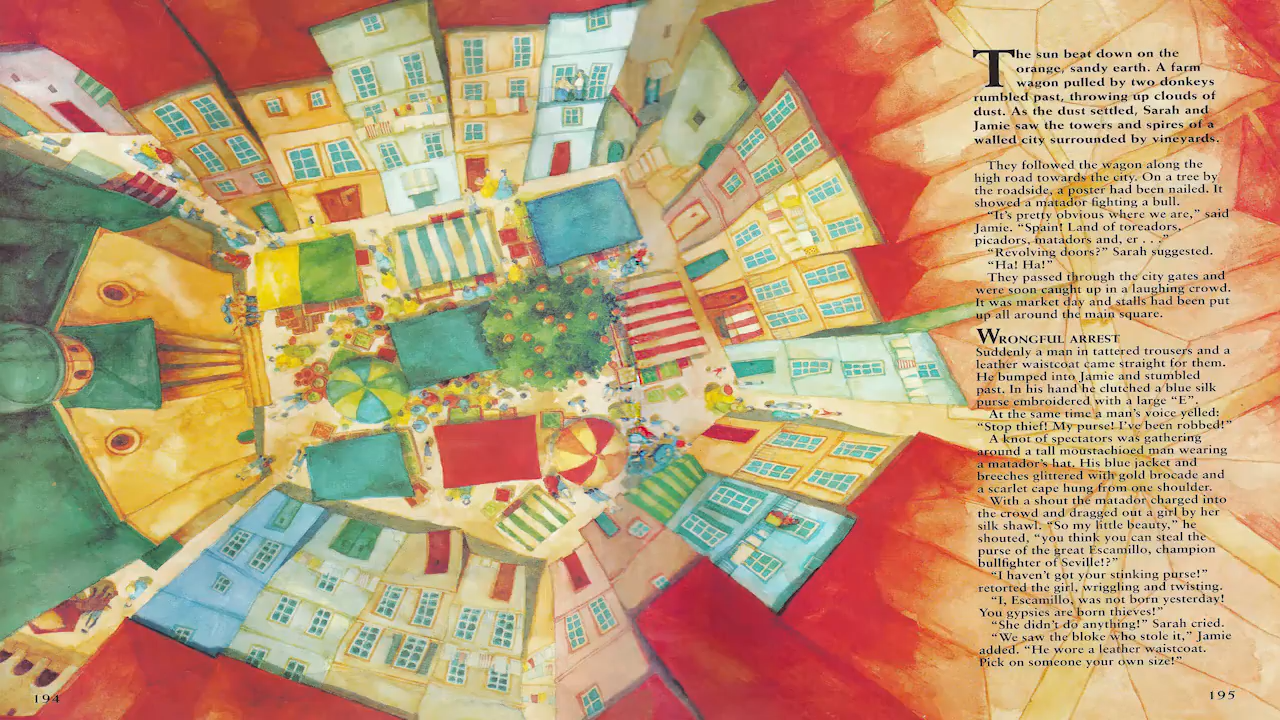 The sun beat down on the
orange, sandy earth. A farm
wagon pulled by two donkeys
rumbled past, throwing up clouds of
dust. As the dust settled, Sarah and
Jamie saw the towers and spires of a
walled city surrounded by vineyards.
They followed the wagon along the
high road towards the city. On a tree by
the roadside, a poster had been nailed. It
showed a matador fighting a bull.
“It's pretty obvious where we are,” said
Jamie. “Spain! Land of toreadors,
picadors, matadors and, er . . .”
“Revolving doors?” Sarah suggested.
“Ha! Ha!”
They passed through the city gates and
were soon caught up in a laughing crowd.
It was market day and stalls had been put
up all around the main square.
WRONGFUL ARREST
Suddenly a man in tattered trousers and a
leather waistcoat came straight for them.
He bumped into Jamie and stumbled
past. In his hand he clutched a blue silk
purse embroidered with a large “E”.
At the same time a man's voice yelled:
“Stop thief! My purse! I've been robbed!”
A knot of spectators was gathering
around a tall moustachioed man wearing
a matador's hat. His blue jacket and
breeches glittered with gold brocade and
a scarlet cape hung from one shoulder.
With a shout the matador charged into
the crowd and dragged out a girl by her
silk shawl. “So my little beauty,” he
shouted, “you think you can steal the
purse of the great Escamillo, champion
bullfighter of Seville!?”
“I haven't got your stinking purse!”
retorted the girl, wriggling and twisting.
“I, Escamillo, was not born yesterday!
You gypsies are born thieves!”
“She didn't do anything!” Sarah cried.
“We saw the bloke who stole it,” Jamie
added. “He wore a leather waistcoat.
Pick on someone your own size!”
194
195